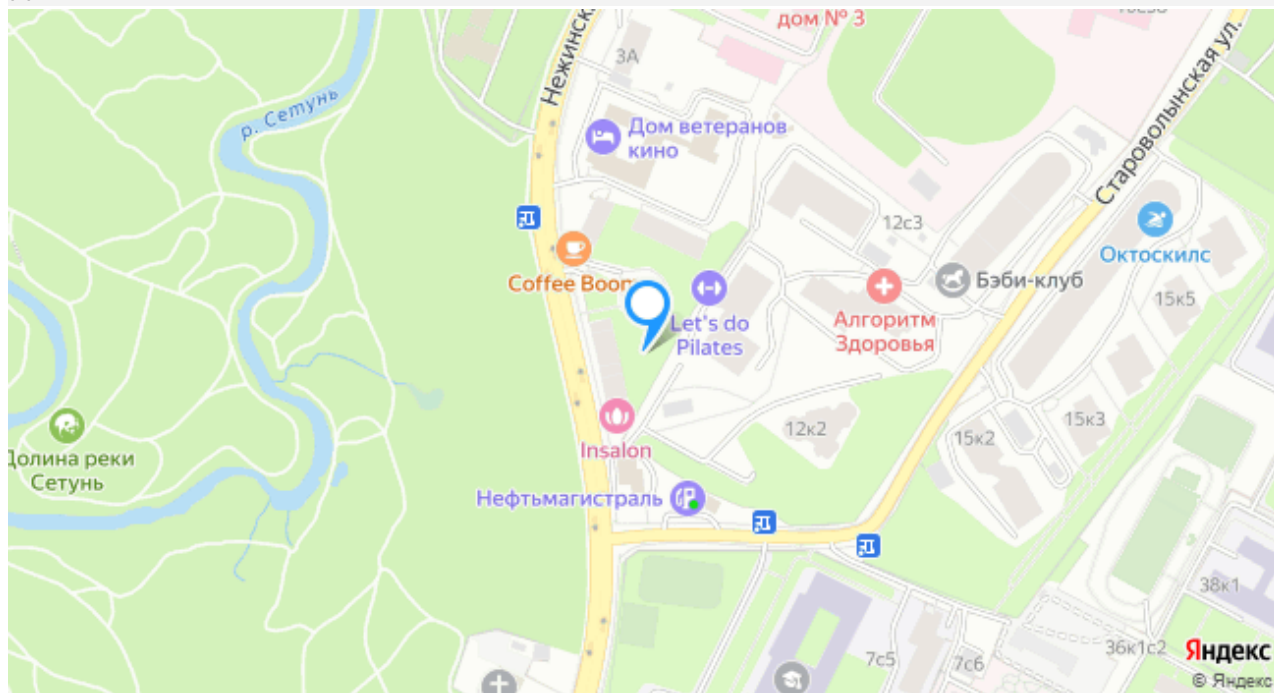 дом № 3
3А
Нежинск
р. Сетунь
Дом ветеранов
кино
Староволынская ул.
12с3
Октоскилс
Coffee Boom
Бэби-клуб
15к5
Let's do
Pilates
Алгоритм
Здоровья
12к2
15к3
15к2
Insalon
Долина реки
Сетунь
Нефтьмагистраль
38к1
7с5
7с6
36к1с2
Яндекс
© Яндекс